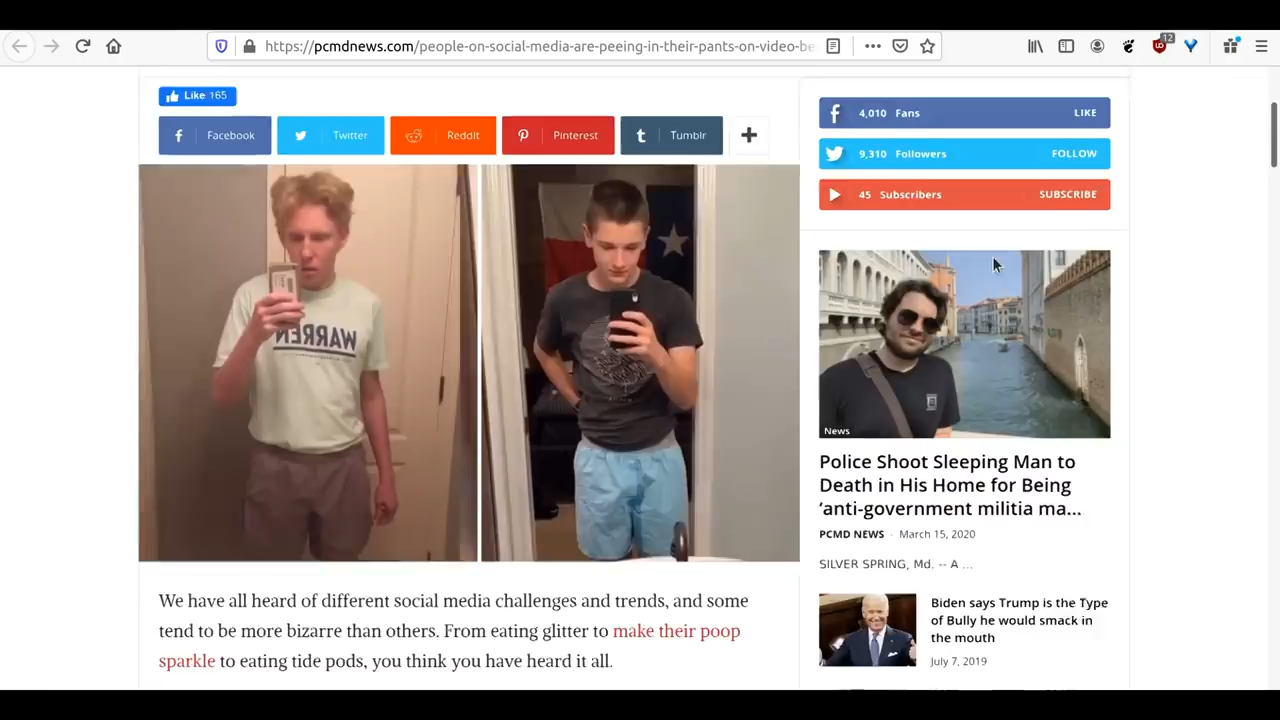 https://pcmdnews.com/people-on-social-media-are-peeing-in-their-pants-on-video-be
12
Like 165
Facebook
Twitter
Reddit
Pinterest
Tumblr
WARREN
We have all heard of different social media challenges and trends, and some
tend to be more bizarre than others. From eating glitter to make their poop
sparkle to eating tide pods, you think you have heard it all.
4,010 Fans LIKE
9,310 Followers FOLLOW
45 Subscribers SUBSCRIBE
News
Police Shoot Sleeping Man to
Death in His Home for Being
‘anti-government militia ma...
PCMD NEWS - March 15, 2020
SILVER SPRING, Md. -- A ...
Biden says Trump is the Type
of Bully he would smack in
the mouth
July 7, 2019